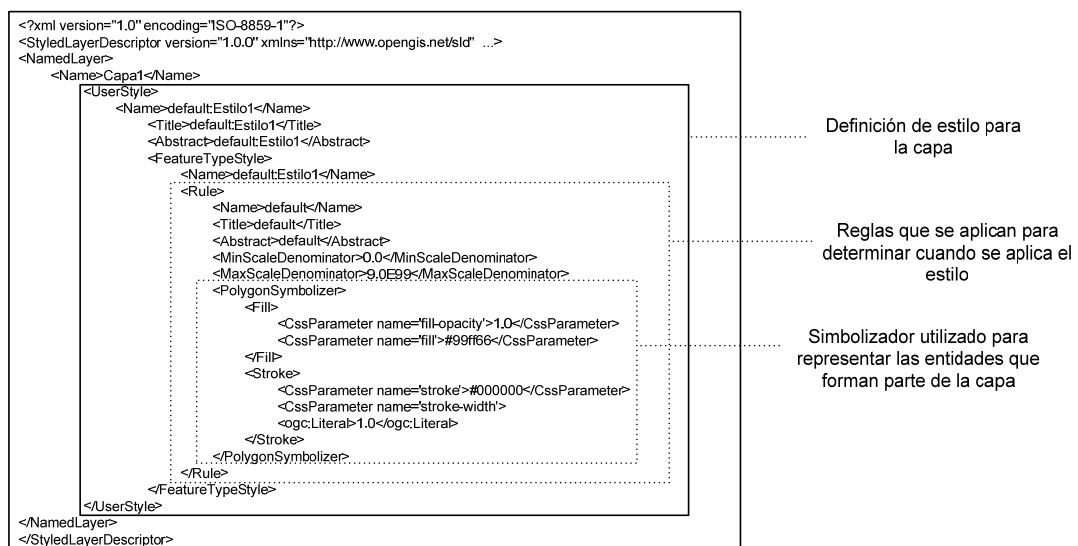 <?xml version="1.0" encoding="ISO-8859-1"?>
<StyledLayerDescriptor version="1.0.0" xmlns="http://www.opengis.net/sld" ...>
<NamedLayer>
<Name>Capa1</Name>
<UserStyle>
<Name>default:Estilo1</Name>
<Title>default:Estilo1</Title>
<Abstract>default:Estilo1</Abstract>
<FeatureTypeStyle>
<Name>default:Estilo1</Name>
<Rule>
<Name>default</Name>
<Title>default</Title>
<Abstract>default</Abstract>
<MinScaleDenominator>0.0</MinScaleDenominator>
<MaxScaleDenominator>9.0E99</MaxScaleDenominator>
<PolygonSymbolizer>
<Fill>
<CssParameter name='fill-opacity'>1.0</CssParameter>
<CssParameter name='fill'>#99ff66</CssParameter>
</Fill>
<Stroke>
<CssParameter name='stroke'>#000000</CssParameter>
<CssParameter name='stroke-width'>
<ogc:Literal>1.0</ogc:Literal>
</Stroke>
</PolygonSymbolizer>
</Rule>
</FeatureTypeStyle>
</UserStyle>
</NamedLayer>
</StyledLayerDescriptor>
Definición de estilo para
la capa
Reglas que se aplican para
determinar cuando se aplica el
estilo
Simbolizador utilizado para
representar las entidades que
forman parte de la capa